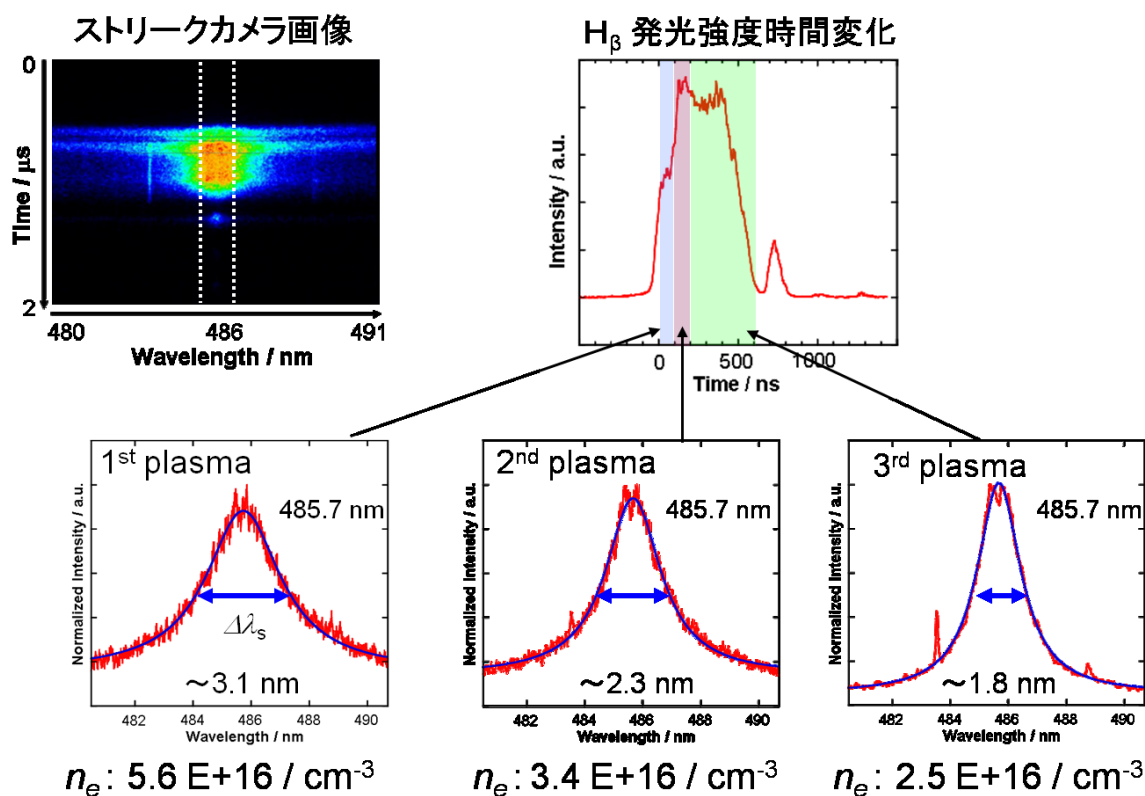 ストリークカメラ画像
0
Time / μs
2
480 486 491
Wavelength / nm
Hβ 発光強度時間変化
Intensity / a.u.
0 500 1000
Time / ns
1st plasma
485.7 nm
Normalized Intensity / a.u.
Δλs
～3.1 nm
482 484 486 488 490
Wavelength / nm
ne : 5.6 E+16 / cm-3
2nd plasma
485.7 nm
Normalized Intensity / a.u.
～2.3 nm
482 484 486 488 490
Wavelength / nm
ne : 3.4 E+16 / cm-3
3rd plasma
485.7 nm
Normalized Intensity / a.u.
～1.8 nm
482 484 486 488 490
Wavelength / nm
ne : 2.5 E+16 / cm-3